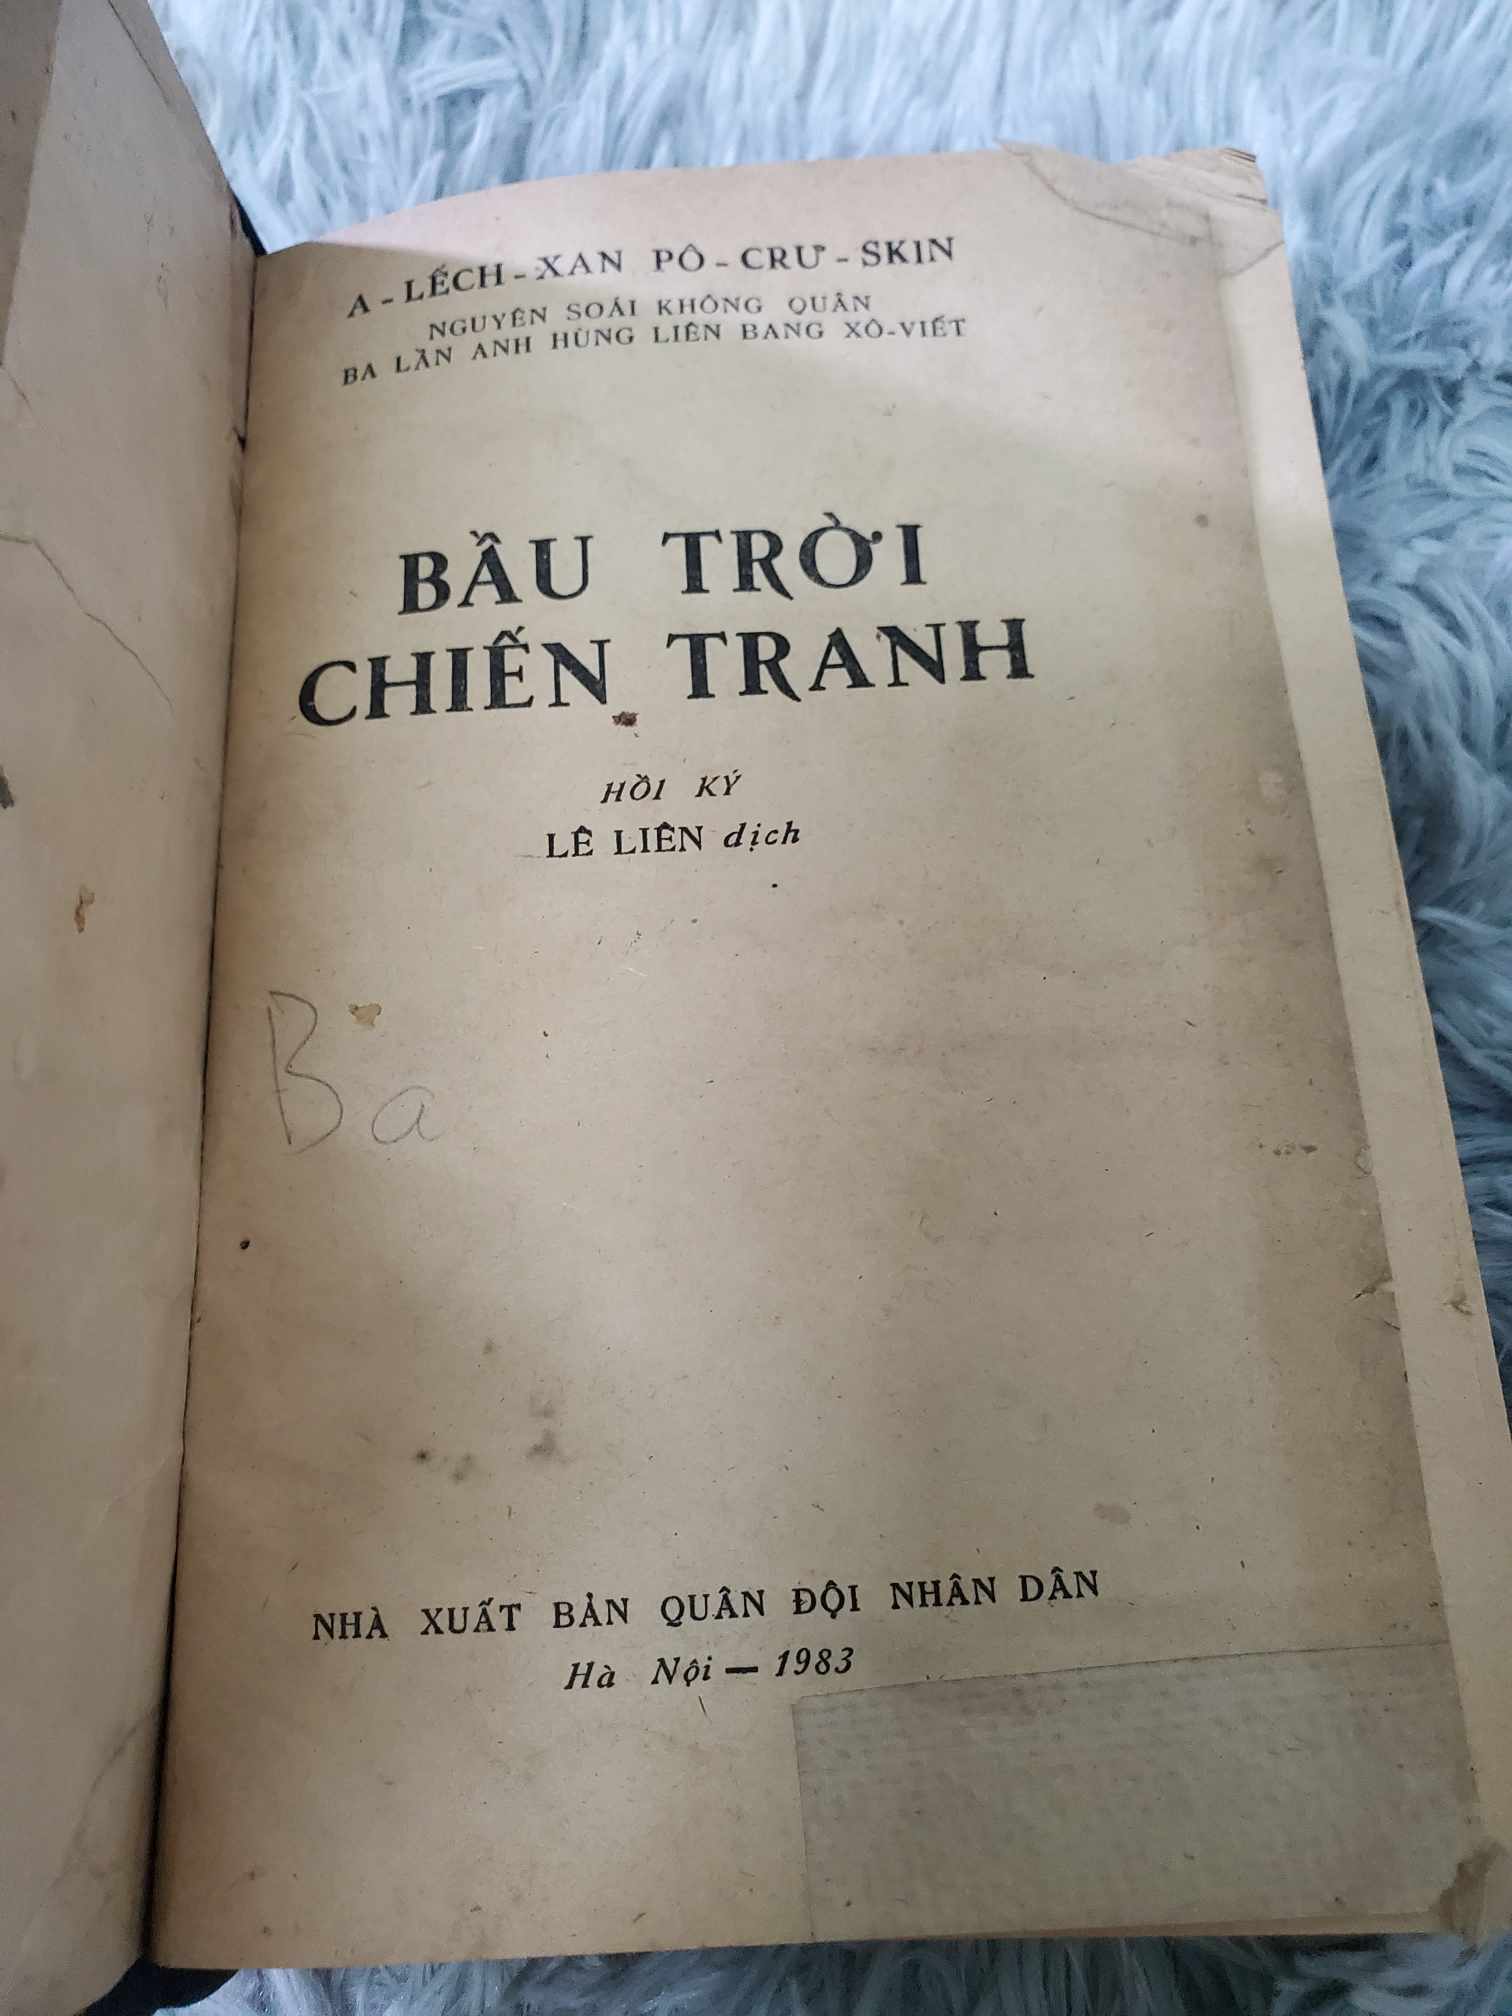 A-LẾCH-XAN PÔ-CRƯ-SKIN
NGUYÊN SOÁI KHÔNG QUÂN
BA LẦN ANH HÙNG LIÊN BANG XÔ-VIẾT
BẦU TRỜI
CHIẾN TRANH
HỒI KÝ
LÊ LIÊN dịch
Ba
NHÀ XUẤT BẢN QUÂN ĐỘI NHÂN DÂN
Hà Nội — 1983